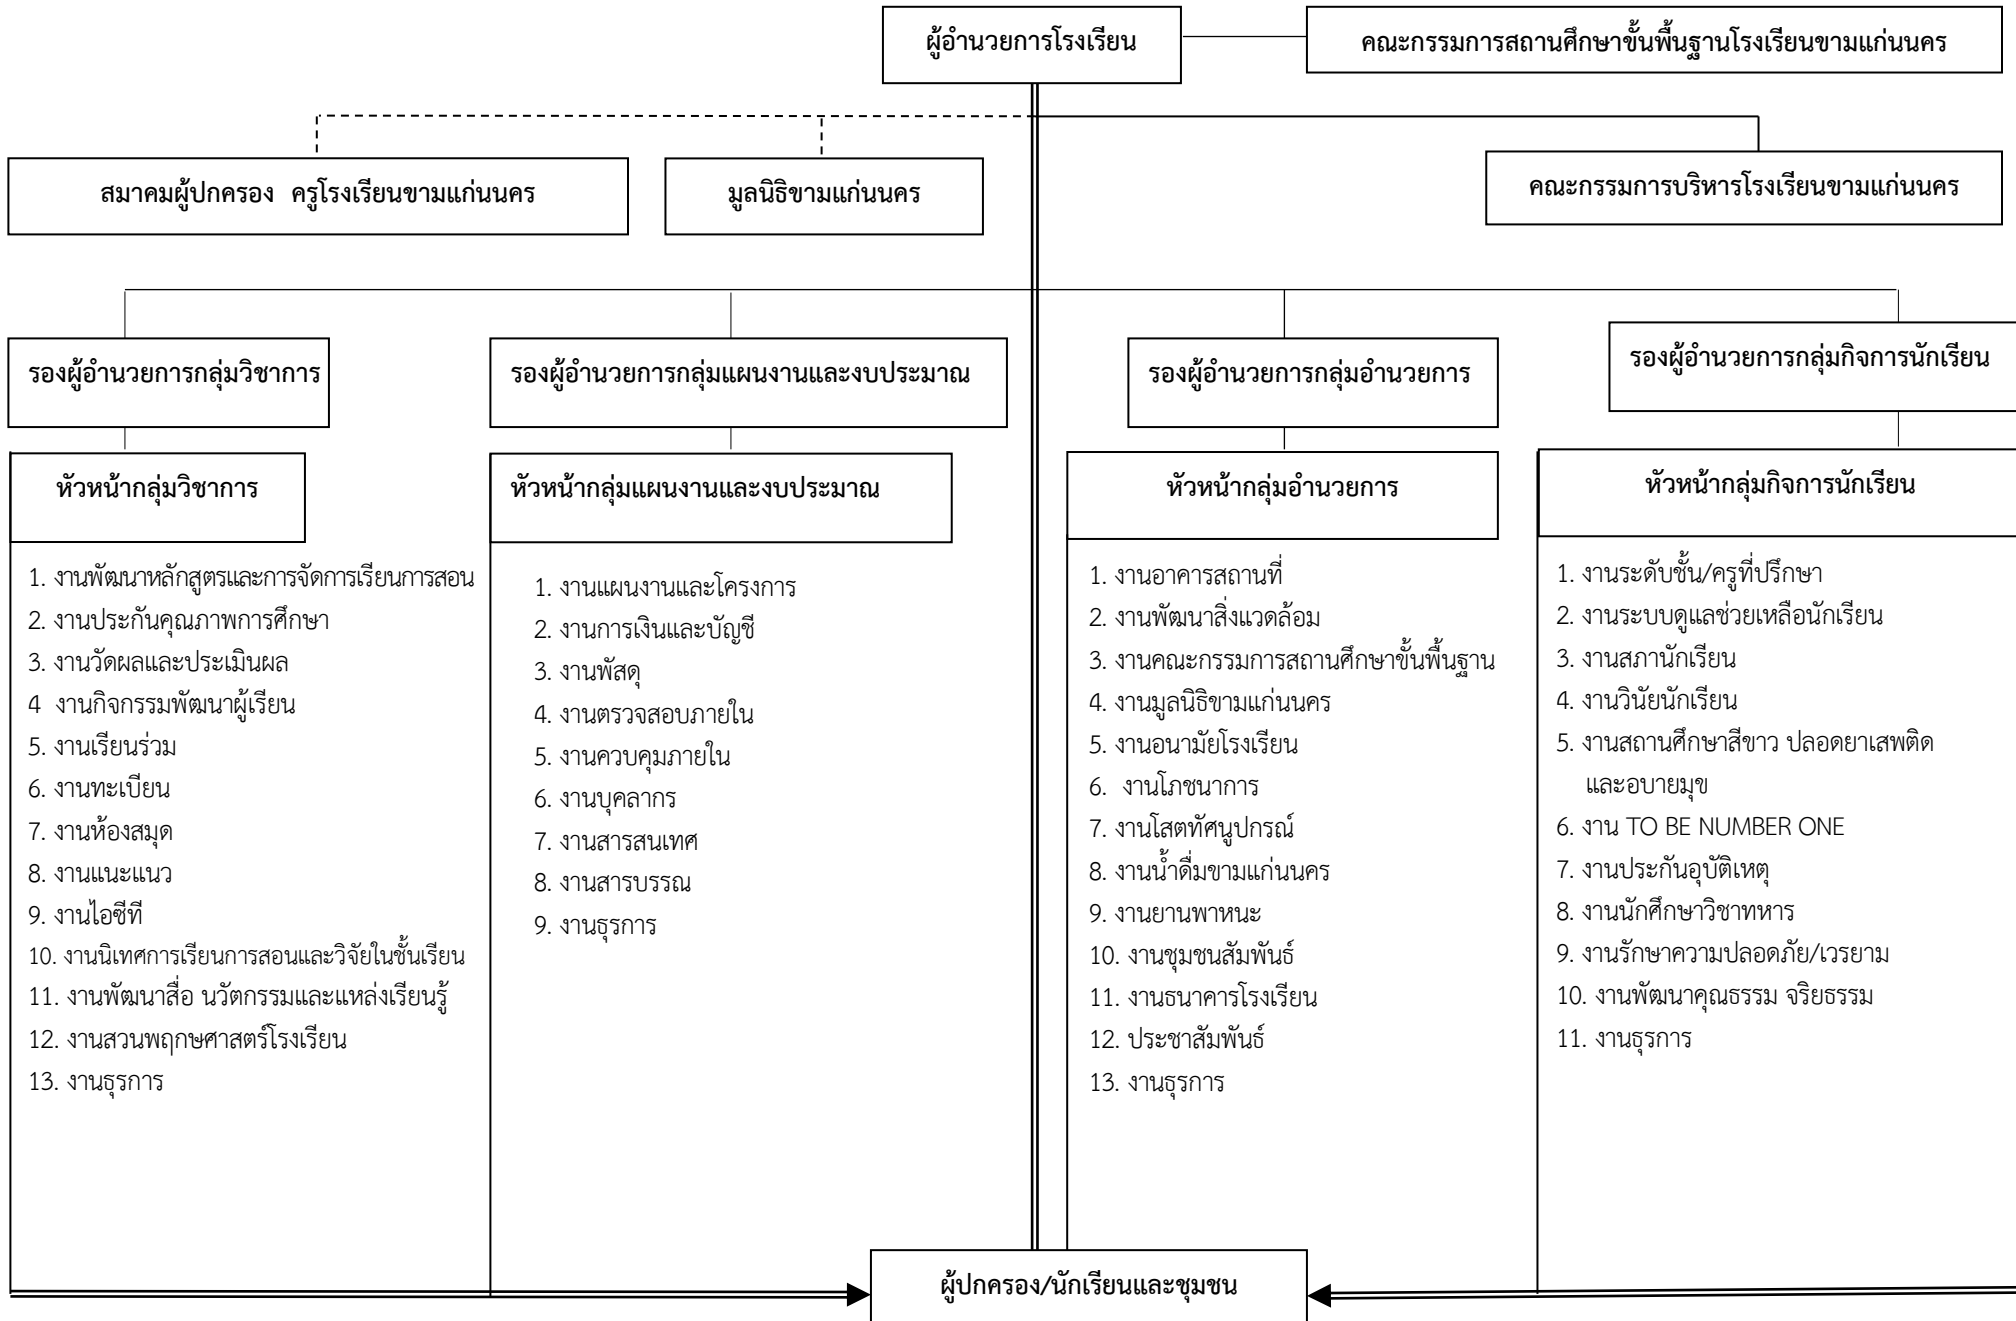 ผู้อำนวยการโรงเรียน
คณะกรรมการสถานศึกษาขั้นพื้นฐานโรงเรียนขามแก่นนคร
สมาคมผู้ปกครอง ครูโรงเรียนขามแก่นนคร
มูลนิธิขามแก่นนคร
คณะกรรมการบริหารโรงเรียนขามแก่นนคร
รองผู้อำนวยการกลุ่มวิชาการ
รองผู้อำนวยการกลุ่มแผนงานและงบประมาณ
รองผู้อำนวยการกลุ่มอำนวยการ
รองผู้อำนวยการกลุ่มกิจการนักเรียน
หัวหน้ากลุ่มวิชาการ
1. งานพัฒนาหลักสูตรและการจัดการเรียนการสอน
2. งานประกันคุณภาพการศึกษา
3. งานวัดผลและประเมินผล
4 งานกิจกรรมพัฒนาผู้เรียน
5. งานเรียนร่วม
6. งานทะเบียน
7. งานห้องสมุด
8. งานแนะแนว
9. งานไอซีที
10. งานนิเทศการเรียนการสอนและวิจัยในชั้นเรียน
11. งานพัฒนาสื่อ นวัตกรรมและแหล่งเรียนรู้
12. งานสวนพฤกษศาสตร์โรงเรียน
13. งานธุรการ
หัวหน้ากลุ่มแผนงานและงบประมาณ
1. งานแผนงานและโครงการ
2. งานการเงินและบัญชี
3. งานพัสดุ
4. งานตรวจสอบภายใน
5. งานควบคุมภายใน
6. งานบุคลากร
7. งานสารสนเทศ
8. งานสารบรรณ
9. งานธุรการ
หัวหน้ากลุ่มอำนวยการ
1. งานอาคารสถานที่
2. งานพัฒนาสิ่งแวดล้อม
3. งานคณะกรรมการสถานศึกษาขั้นพื้นฐาน
4. งานมูลนิธิขามแก่นนคร
5. งานอนามัยโรงเรียน
6. งานโภชนาการ
7. งานโสตทัศนูปกรณ์
8. งานน้ำดื่มขามแก่นนคร
9. งานยานพาหนะ
10. งานชุมชนสัมพันธ์
11. งานธนาคารโรงเรียน
12. ประชาสัมพันธ์
13. งานธุรการ
หัวหน้ากลุ่มกิจการนักเรียน
1. งานระดับชั้น/ครูที่ปรึกษา
2. งานระบบดูแลช่วยเหลือนักเรียน
3. งานสภานักเรียน
4. งานวินัยนักเรียน
5. งานสถานศึกษาสีขาว ปลอดยาเสพติด
และอบายมุข
6. งาน TO BE NUMBER ONE
7. งานประกันอุบัติเหตุ
8. งานนักศึกษาวิชาทหาร
9. งานรักษาความปลอดภัย/เวรยาม
10. งานพัฒนาคุณธรรม จริยธรรม
11. งานธุรการ
ผู้ปกครอง/นักเรียนและชุมชน